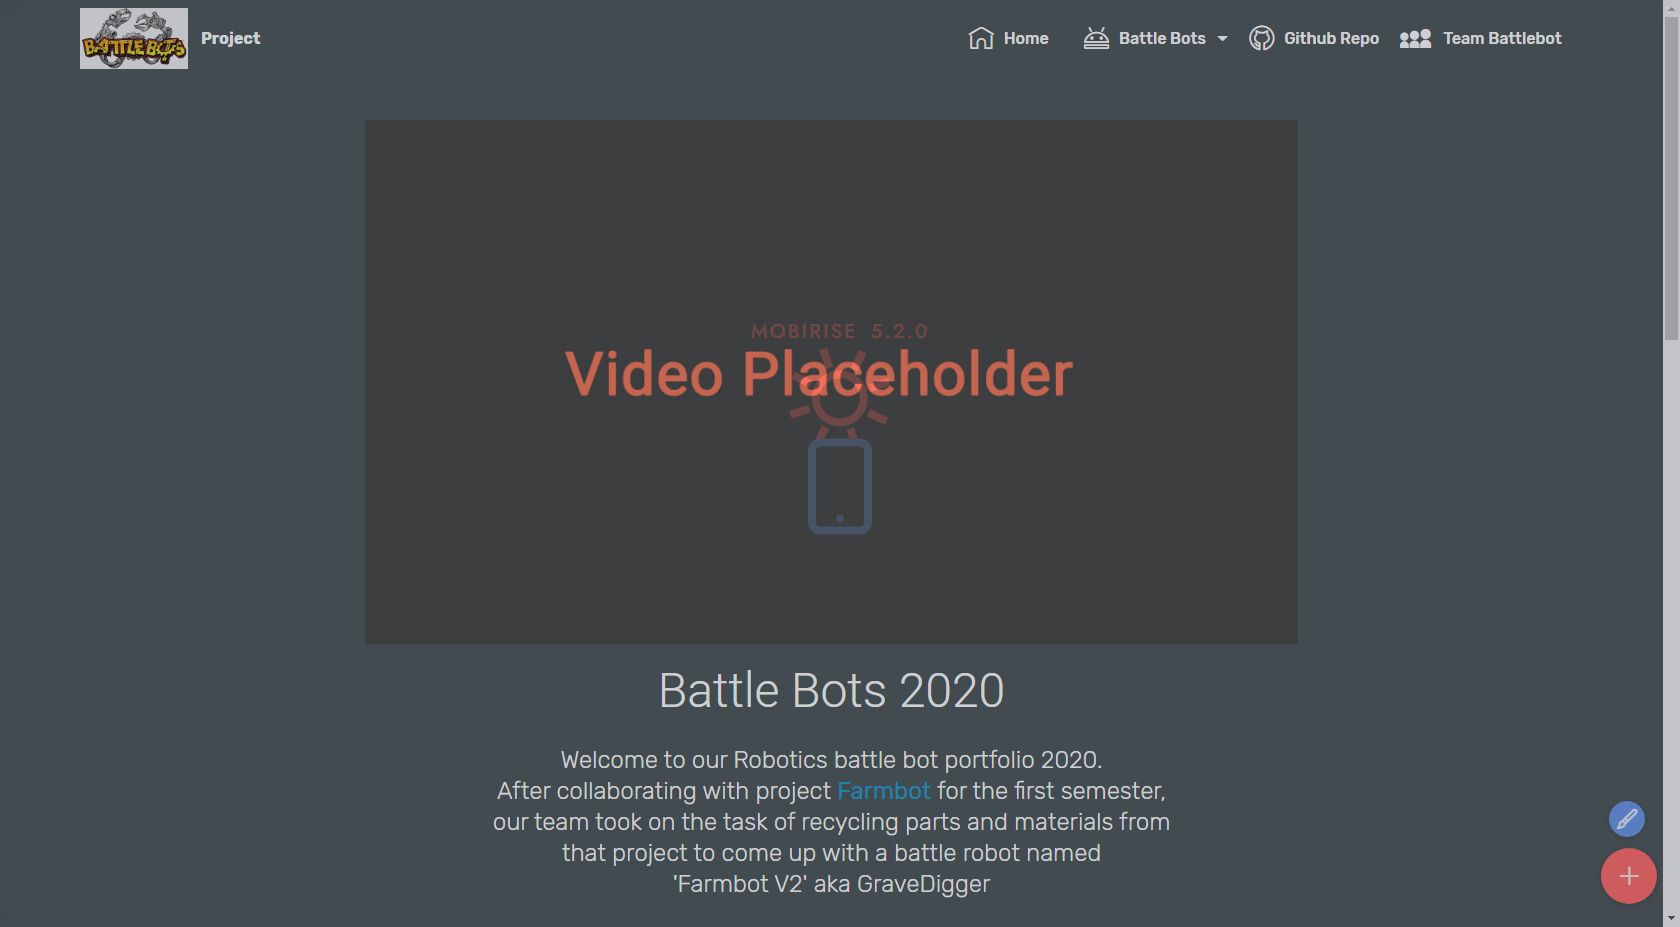 BATTLEBOTS
Project
Home
Battle Bots
Github Repo
Team Battlebot
MOBIRISE 5.2.0
Video Placeholder
Battle Bots 2020
Welcome to our Robotics battle bot portfolio 2020.
After collaborating with project Farmbot for the first semester,
our team took on the task of recycling parts and materials from
that project to come up with a battle robot named
'Farmbot V2' aka GraveDigger